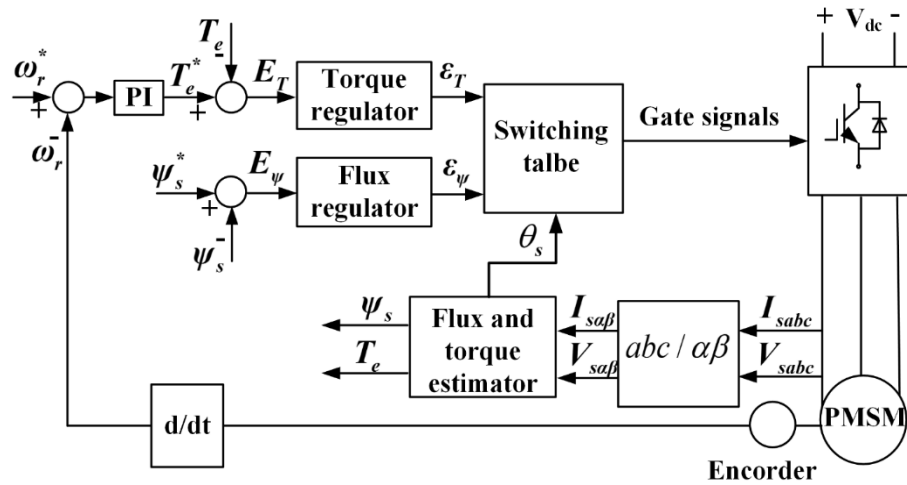 + V_dc -
T_e
-
ω_r^*
+
-
ω_r
PI
T_e^*
+
E_T
Torque
regulator
ε_T
Switching
talbe
Gate signals
ψ_s^*
+
-
ψ_s
E_ψ
Flux
regulator
ε_ψ
θ_s
ψ_s
T_e
Flux and
torque
estimator
I_sαβ
V_sαβ
abc / αβ
I_sabc
V_sabc
d/dt
PMSM
Encorder